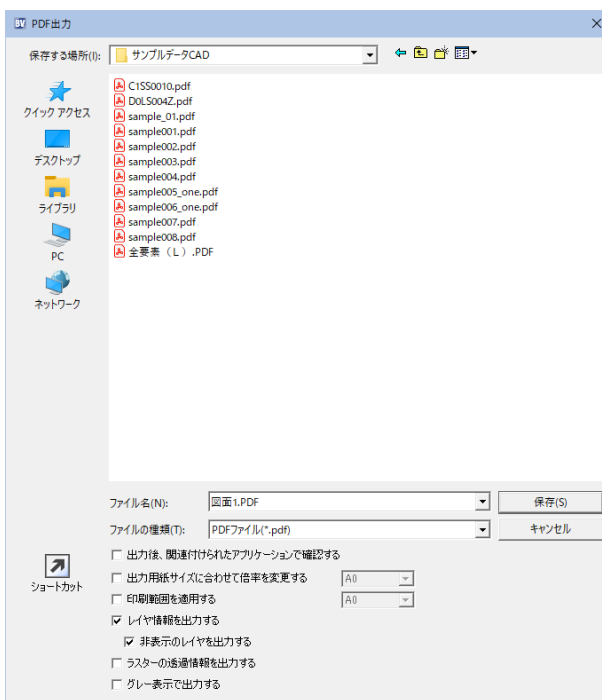 PDF出力
保存する場所(I): サンプルデータCAD
クイック アクセス
デスクトップ
ライブラリ
PC
ネットワーク
C1SS0010.pdf
D0LS004Z.pdf
sample_01.pdf
sample001.pdf
sample002.pdf
sample003.pdf
sample004.pdf
sample005_one.pdf
sample006_one.pdf
sample007.pdf
sample008.pdf
全要素（L）.PDF
ファイル名(N): 図面1.PDF 保存(S)
ファイルの種類(T): PDFファイル(*.pdf) キャンセル
ショートカット
出力後、関連付けられたアプリケーションで確認する
出力用紙サイズに合わせて倍率を変更する A0
印刷範囲を適用する A0
レイヤ情報を出力する
非表示のレイヤを出力する
ラスターの透過情報を出力する
グレー表示で出力する